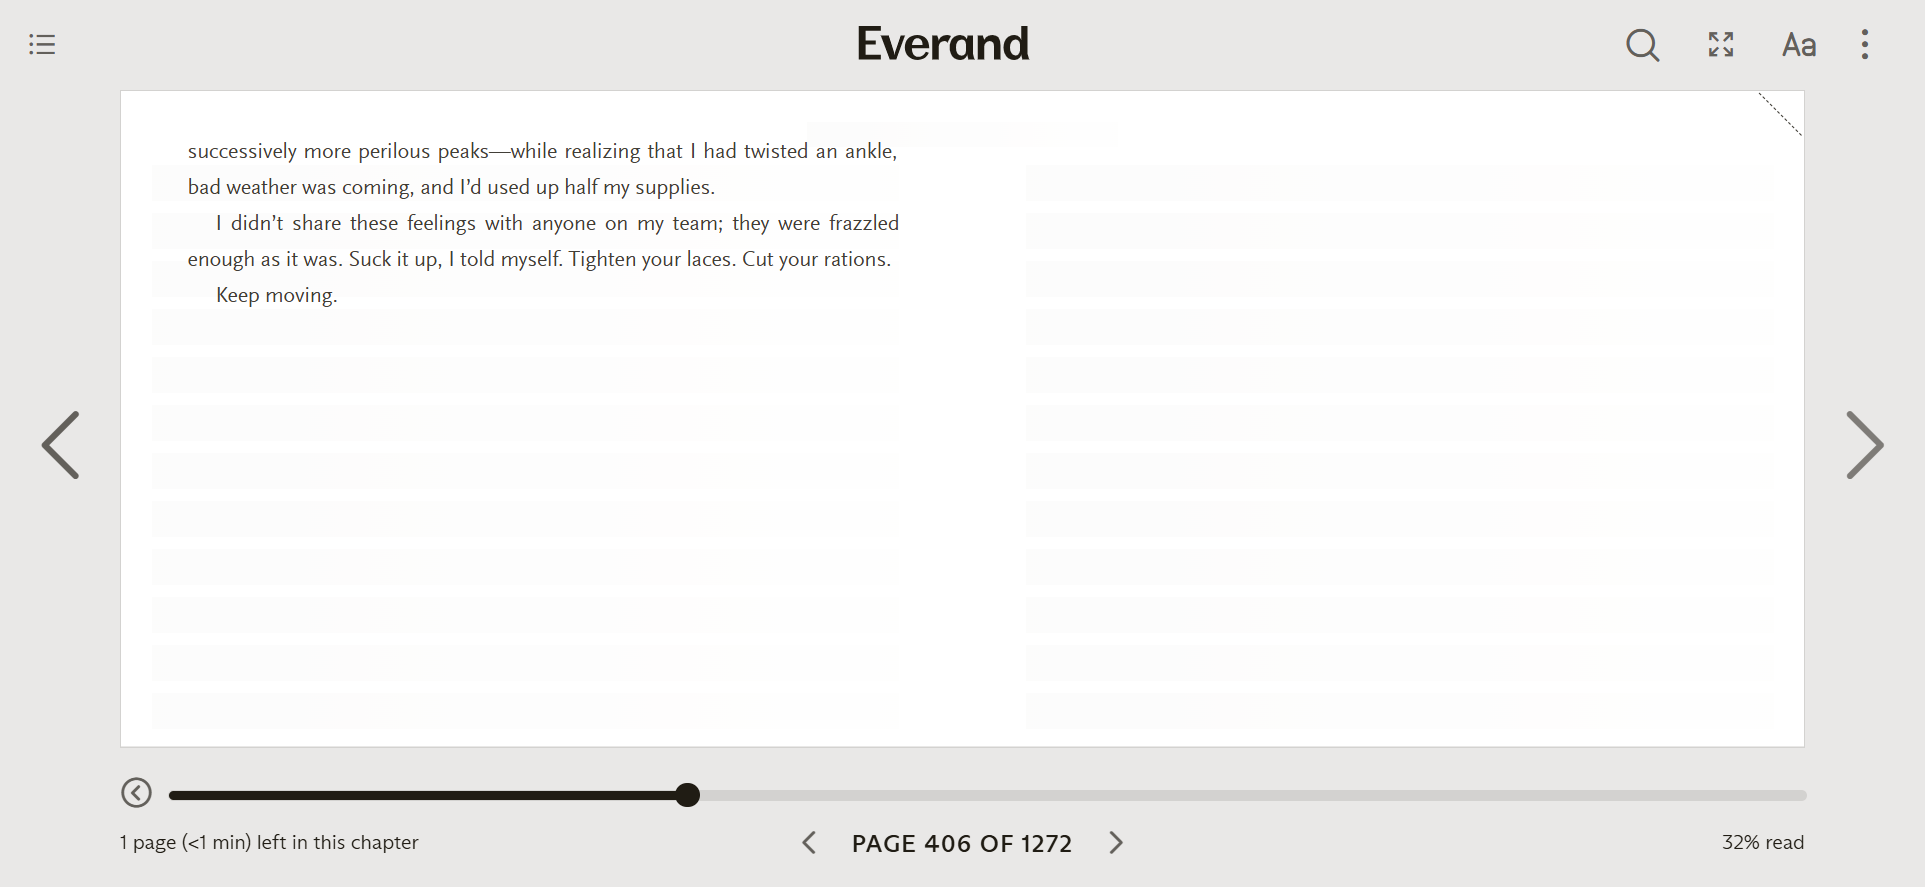 Everand
Aa
successively more perilous peaks—while realizing that I had twisted an ankle,
bad weather was coming, and I’d used up half my supplies.
I didn’t share these feelings with anyone on my team; they were frazzled
enough as it was. Suck it up, I told myself. Tighten your laces. Cut your rations.
Keep moving.
1 page (<1 min) left in this chapter
PAGE 406 OF 1272
32% read